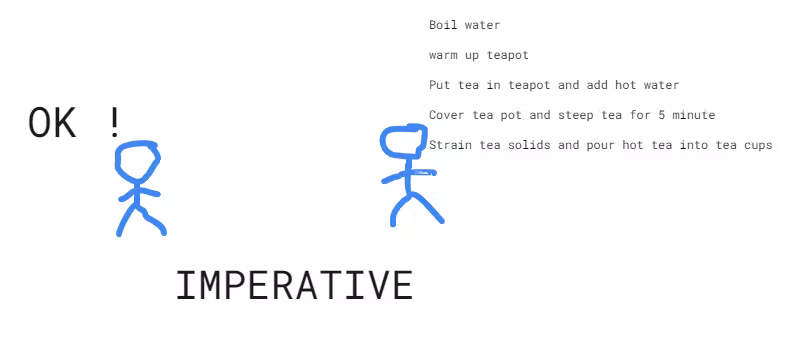 Boil water
warm up teapot
Put tea in teapot and add hot water
OK !
Cover tea pot and steep tea for 5 minute
Strain tea solids and pour hot tea into tea cups
IMPERATIVE